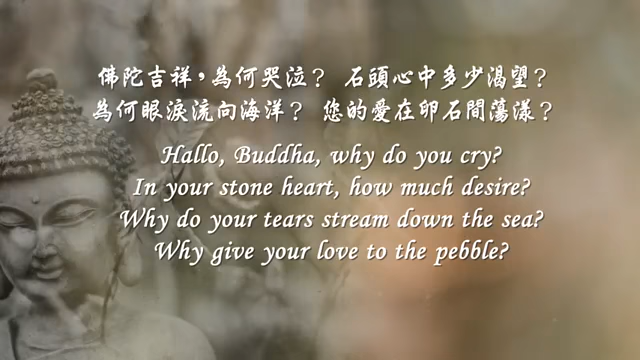 佛陀吉祥，為何哭泣？ 石頭心中多少渴望？
為何眼淚流向海洋？ 您的愛在卵石間蕩漾？
Hallo, Buddha, why do you cry?
In your stone heart, how much desire?
Why do your tears stream down the sea?
Why give your love to the pebble?